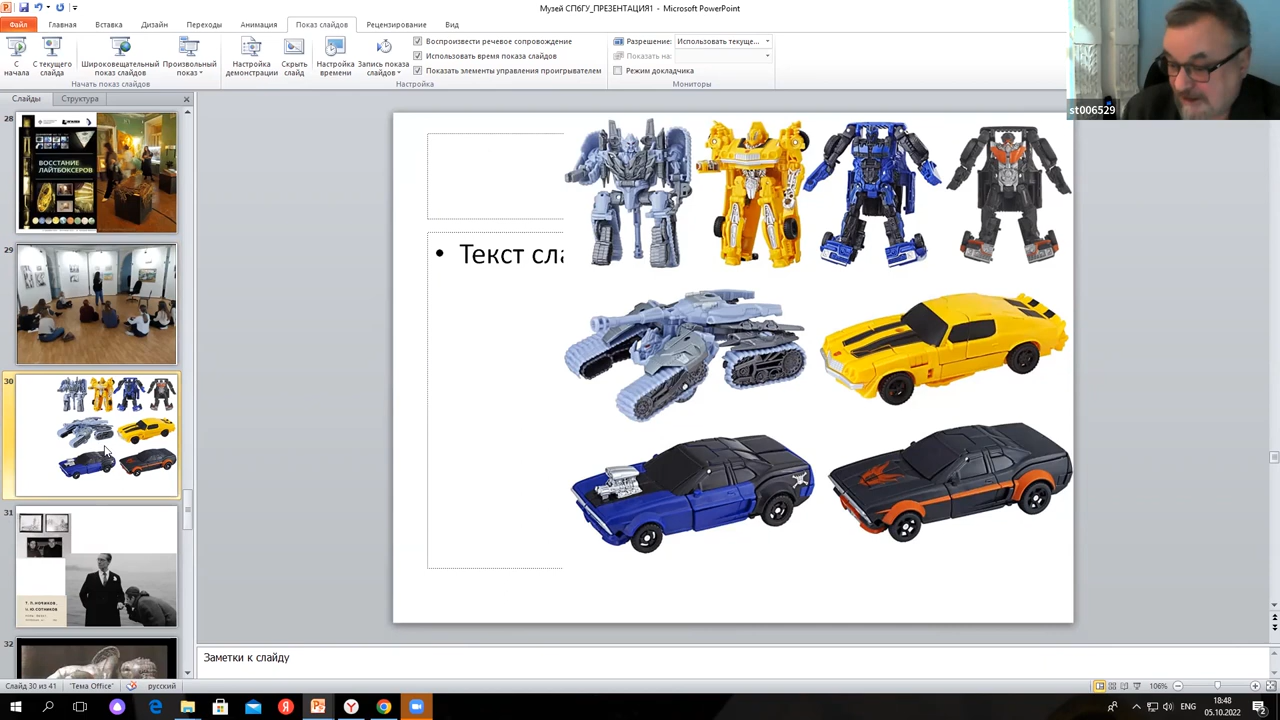 Музей СПбГУ_ПРЕЗЕНТАЦИЯ1 - Microsoft PowerPoint
Файл Главная Вставка Дизайн Переходы Анимация Показ слайдов Рецензирование Вид
С начала
С текущего слайда
Широковещательный показ слайдов
Произвольный показ
Настройка демонстрации
Скрыть слайд
Настройка времени
Запись показа слайдов
Воспроизвести речевое сопровождение
Использовать время показа слайдов
Показать элементы управления проигрывателем
Разрешение: Использовать текуще...
Показать на:
Режим докладчика
Начать показ слайдов
Настройка
Мониторы
st006529
Слайды Структура
28
ВОССТАНИЕ
ЛАЙТБОКСЕРОВ
29
30
31
32
• Текст сла
Заметки к слайду
Слайд 30 из 41 "Тема Office" русский
106%
ENG
18:48
05.10.2022
2